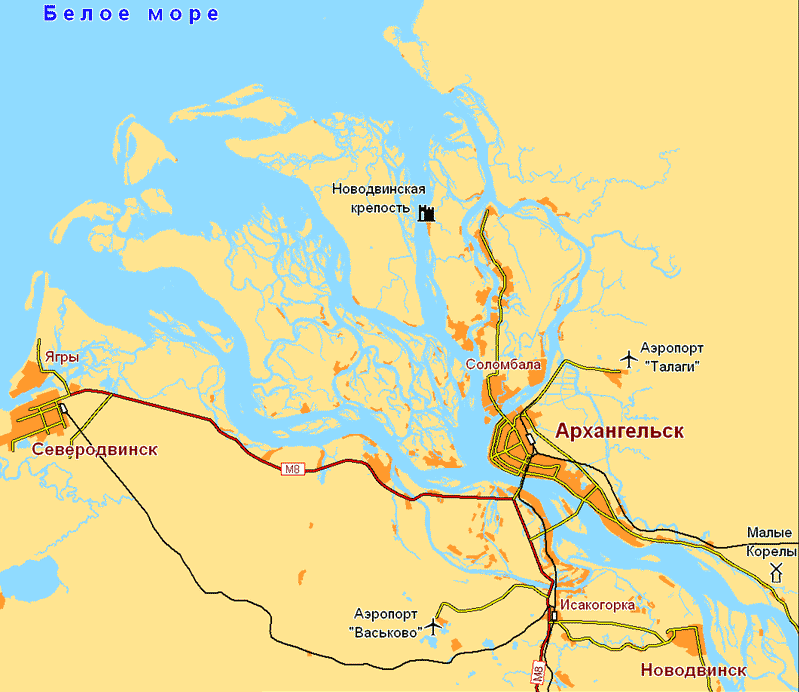 Белое море
Новодвинская
крепость
Ягры
Соломбала
Аэропорт
"Талаги"
Архангельск
Северодвинск
М8
Малые
Корелы
Исакогорка
Аэропорт
"Васьково"
Новодвинск
М8